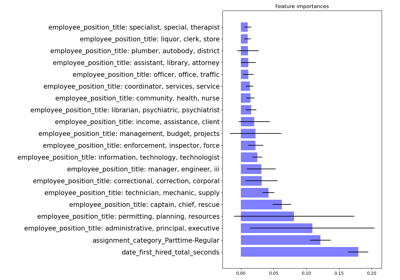 Feature importances
employee_position_title: specialist, special, therapist
employee_position_title: liquor, clerk, store
employee_position_title: plumber, autobody, district
employee_position_title: assistant, library, attorney
employee_position_title: officer, office, traffic
employee_position_title: coordinator, services, service
employee_position_title: community, health, nurse
employee_position_title: librarian, psychiatric, psychiatrist
employee_position_title: income, assistance, client
employee_position_title: management, budget, projects
employee_position_title: enforcement, inspector, force
employee_position_title: information, technology, technologist
employee_position_title: manager, engineer, iii
employee_position_title: correctional, correction, corporal
employee_position_title: technician, mechanic, supply
employee_position_title: captain, chief, rescue
employee_position_title: permitting, planning, resources
employee_position_title: administrative, principal, executive
assignment_category_Parttime-Regular
date_first_hired_total_seconds
0.00 0.05 0.10 0.15 0.20